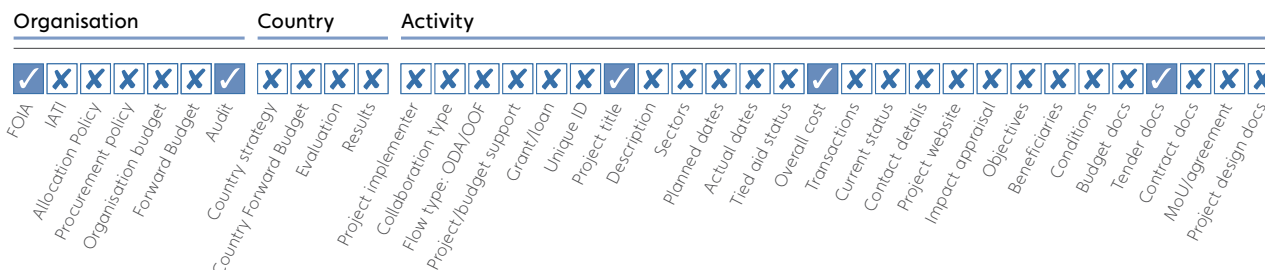 Organisation
Country
Activity
✓ ✗ ✗ ✗ ✗ ✗ ✓ ✗ ✗ ✗ ✗ ✗ ✗ ✗ ✗ ✗ ✗ ✓ ✗ ✗ ✗ ✗ ✗ ✓ ✗ ✗ ✗ ✗ ✗ ✗ ✗ ✗ ✗ ✓ ✗ ✗ ✗
FOIA
IATI
Allocation Policy
Procurement policy
Organisation budget
Forward Budget
Audit
Country strategy
Country Forward Budget
Evaluation
Results
Project implementer
Collaboration type
Flow type: ODA/OOF
Project/budget support
Grant/loan
Unique ID
Project title
Description
Sectors
Planned dates
Actual dates
Tied aid status
Overall cost
Transactions
Current status
Contact details
Project website
Impact appraisal
Objectives
Beneficiaries
Conditions
Budget docs
Tender docs
Contract docs
MoU/agreement
Project design docs